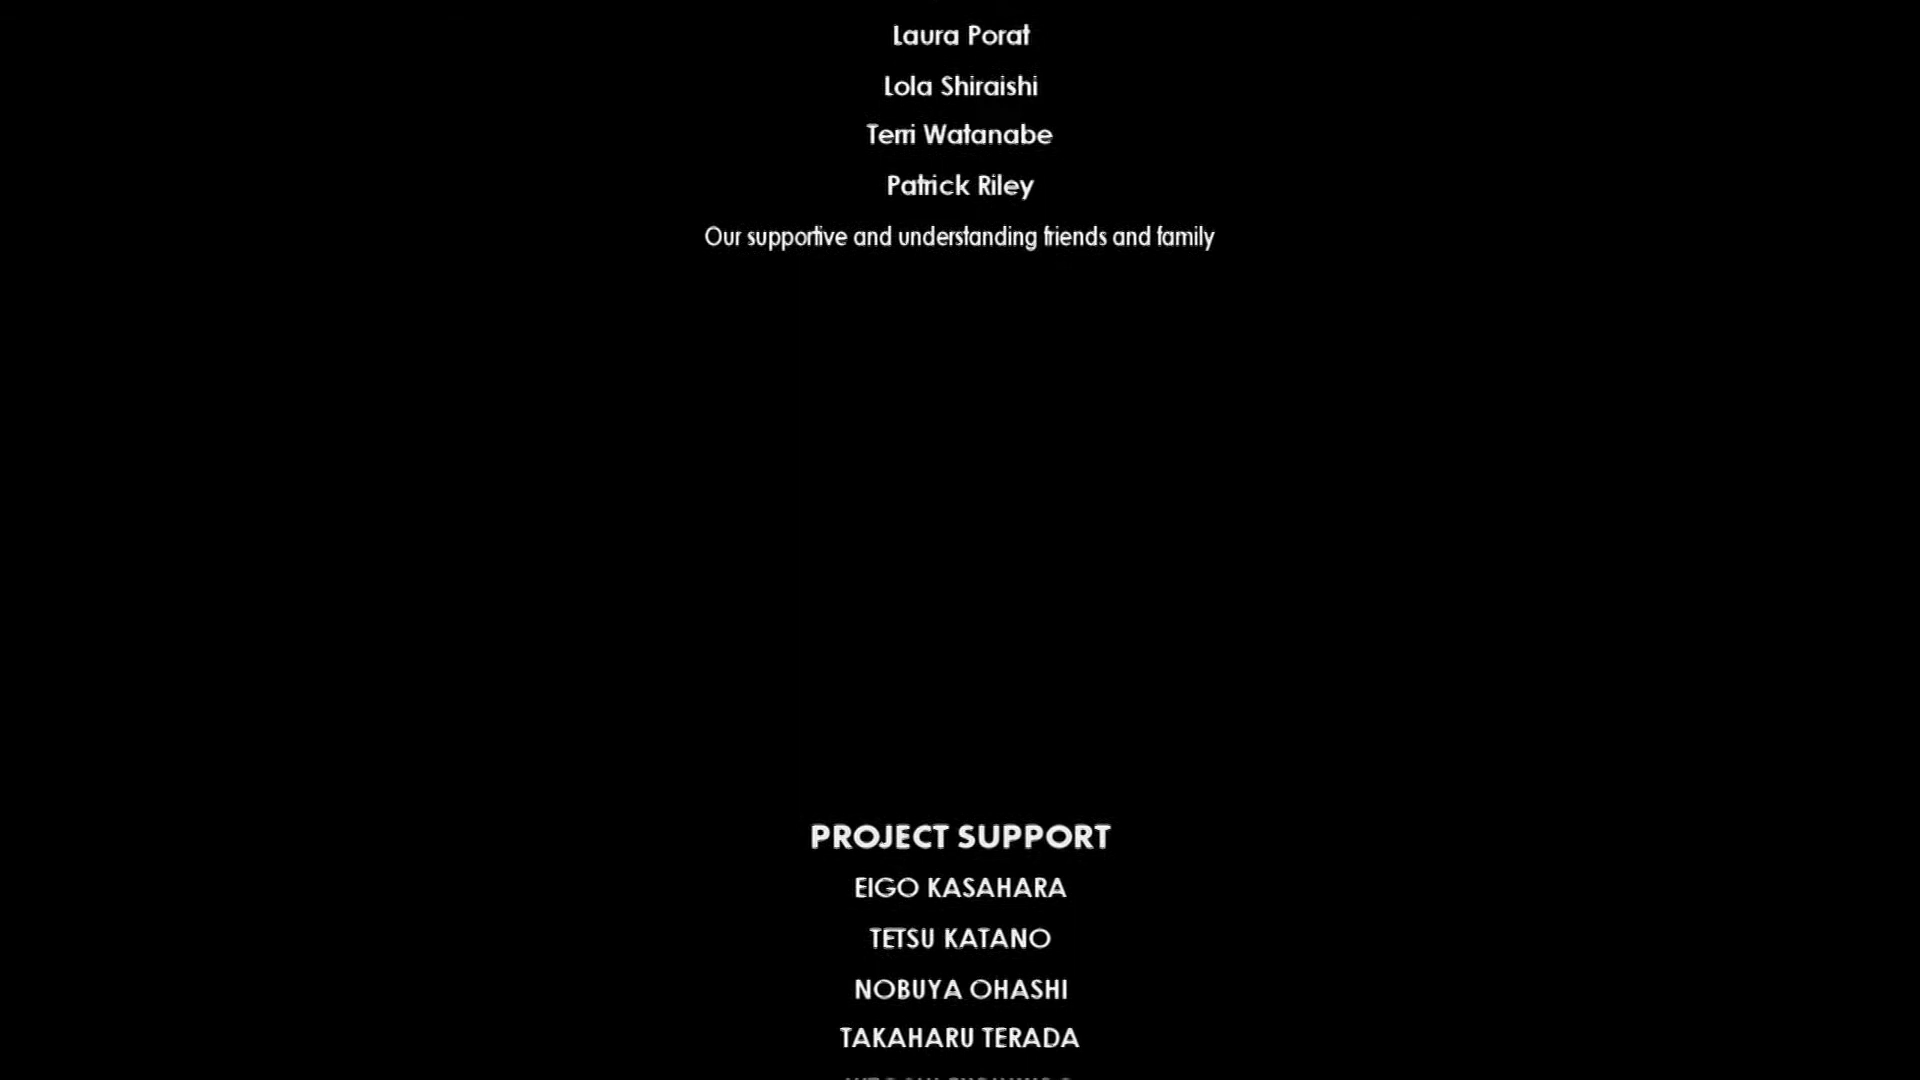 Laura Porat
Lola Shiraishi
Terri Watanabe
Patrick Riley
Our supportive and understanding friends and family
PROJECT SUPPORT
EIGO KASAHARA
TETSU KATANO
NOBUYA OHASHI
TAKAHARU TERADA